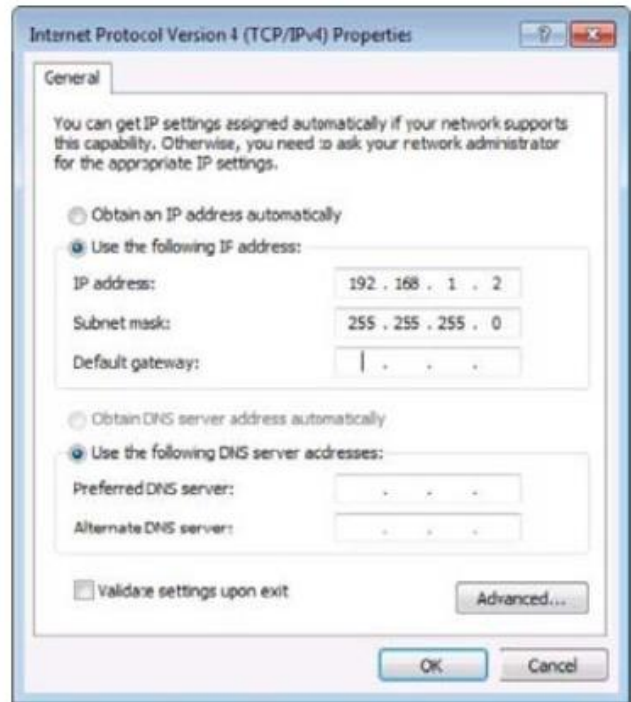 Internet Protocol Version 4 (TCP/IPv4) Properties
General
You can get IP settings assigned automatically if your network supports
this capability. Otherwise, you need to ask your network administrator
for the appropriate IP settings.
Obtain an IP address automatically
Use the following IP address:
IP address: 192 . 168 . 1 . 2
Subnet mask: 255 . 255 . 255 . 0
Default gateway: . . .
Obtain DNS server address automatically
Use the following DNS server addresses:
Preferred DNS server: . . .
Alternate DNS server: . . .
Validate settings upon exit
Advanced...
OK Cancel